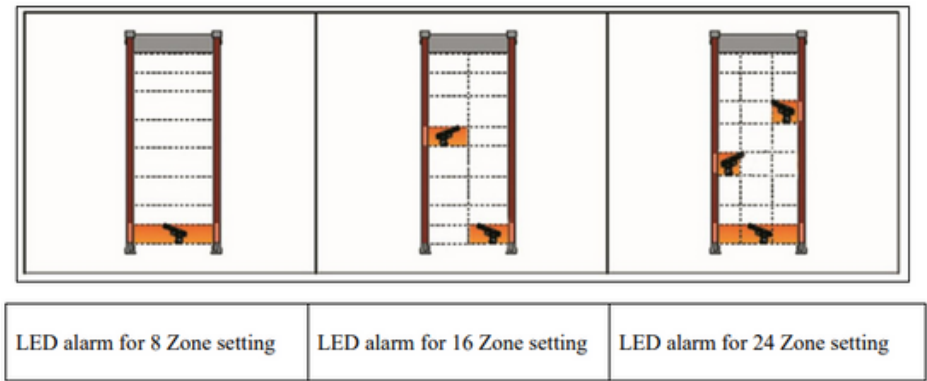 LED alarm for 8 Zone setting
LED alarm for 16 Zone setting
LED alarm for 24 Zone setting